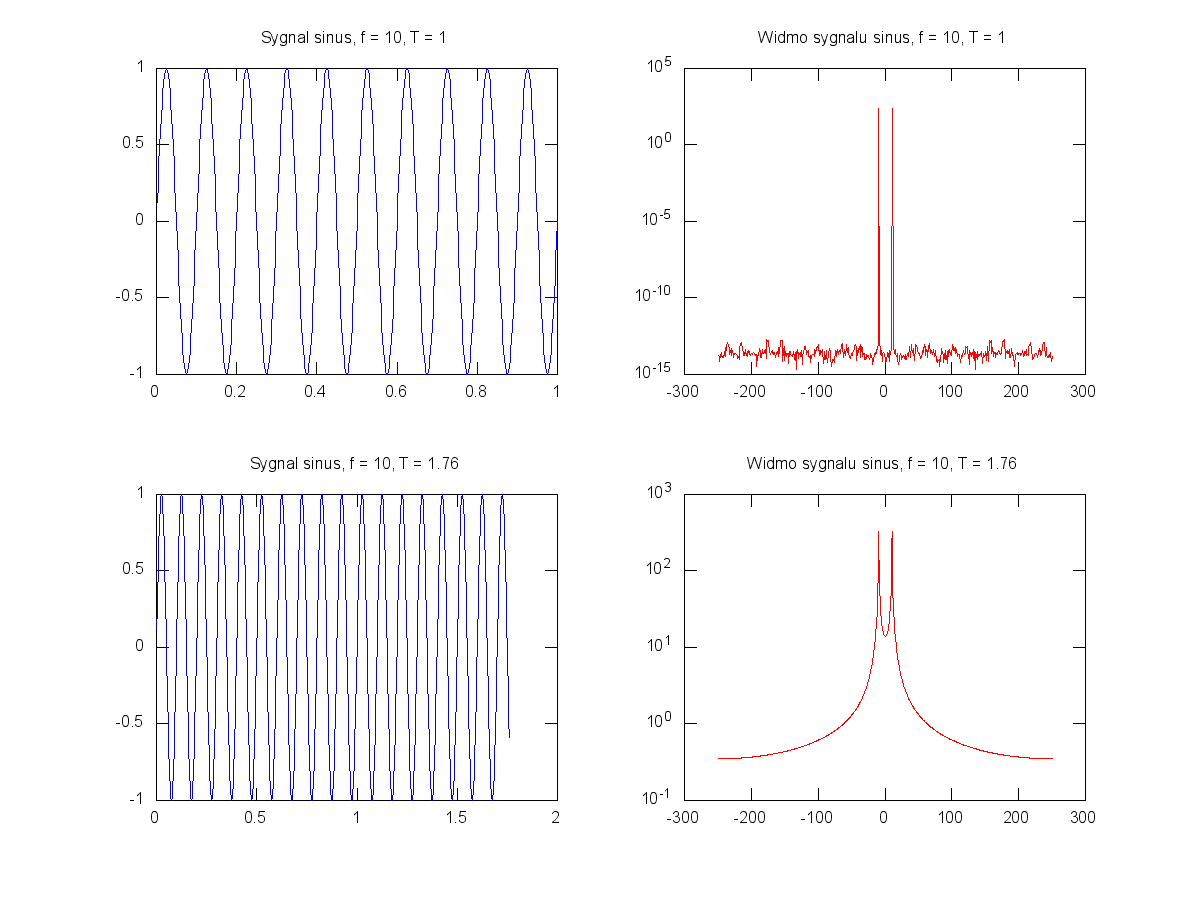 Sygnal sinus, f = 10, T = 1
1
0.5
0
-0.5
-1
0 0.2 0.4 0.6 0.8 1
Widmo sygnalu sinus, f = 10, T = 1
10^5
10^0
10^-5
10^-10
10^-15
-300 -200 -100 0 100 200 300
Sygnal sinus, f = 10, T = 1.76
1
0.5
0
-0.5
-1
0 0.5 1 1.5 2
Widmo sygnalu sinus, f = 10, T = 1.76
10^3
10^2
10^1
10^0
10^-1
-300 -200 -100 0 100 200 300